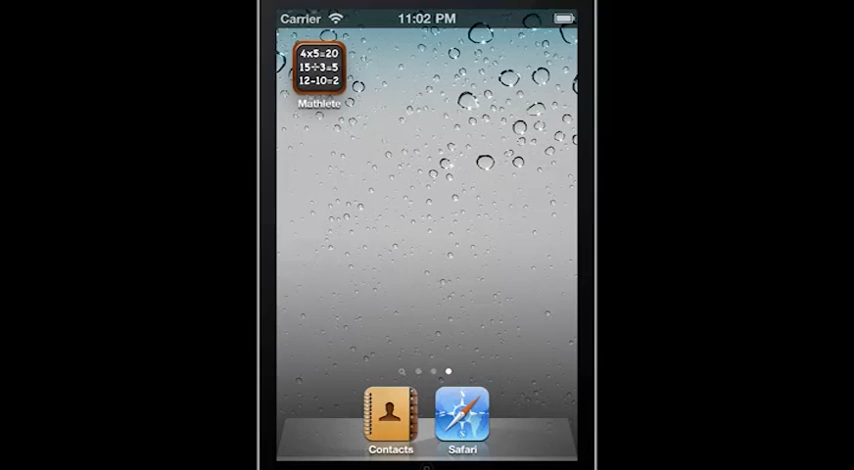 Carrier 11:02 PM
4x5=20
15÷3=5
12-10=2
Mathlete
Contacts Safari